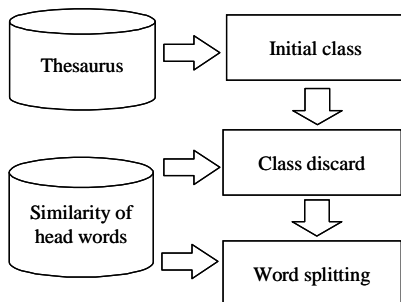 Thesaurus
Initial class
Class discard
Similarity of
head words
Word splitting